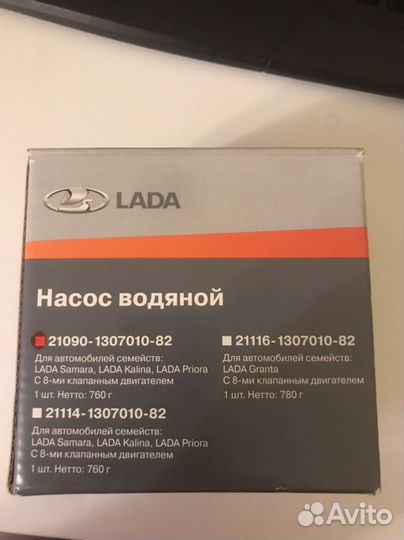 LADA
Насос водяной
21090-1307010-82
Для автомобилей семейств:
LADA Samara, LADA Kalina, LADA Priora
С 8-ми клапанным двигателем
1 шт. Нетто: 760 г
21116-1307010-82
Для автомобилей семейств:
LADA Granta
С 8-ми клапанным двигателем
1 шт. Нетто: 780 г
21114-1307010-82
Для автомобилей семейств:
LADA Samara, LADA Kalina, LADA Priora
С 8-ми клапанным двигателем
1 шт. Нетто: 760 г
Avito